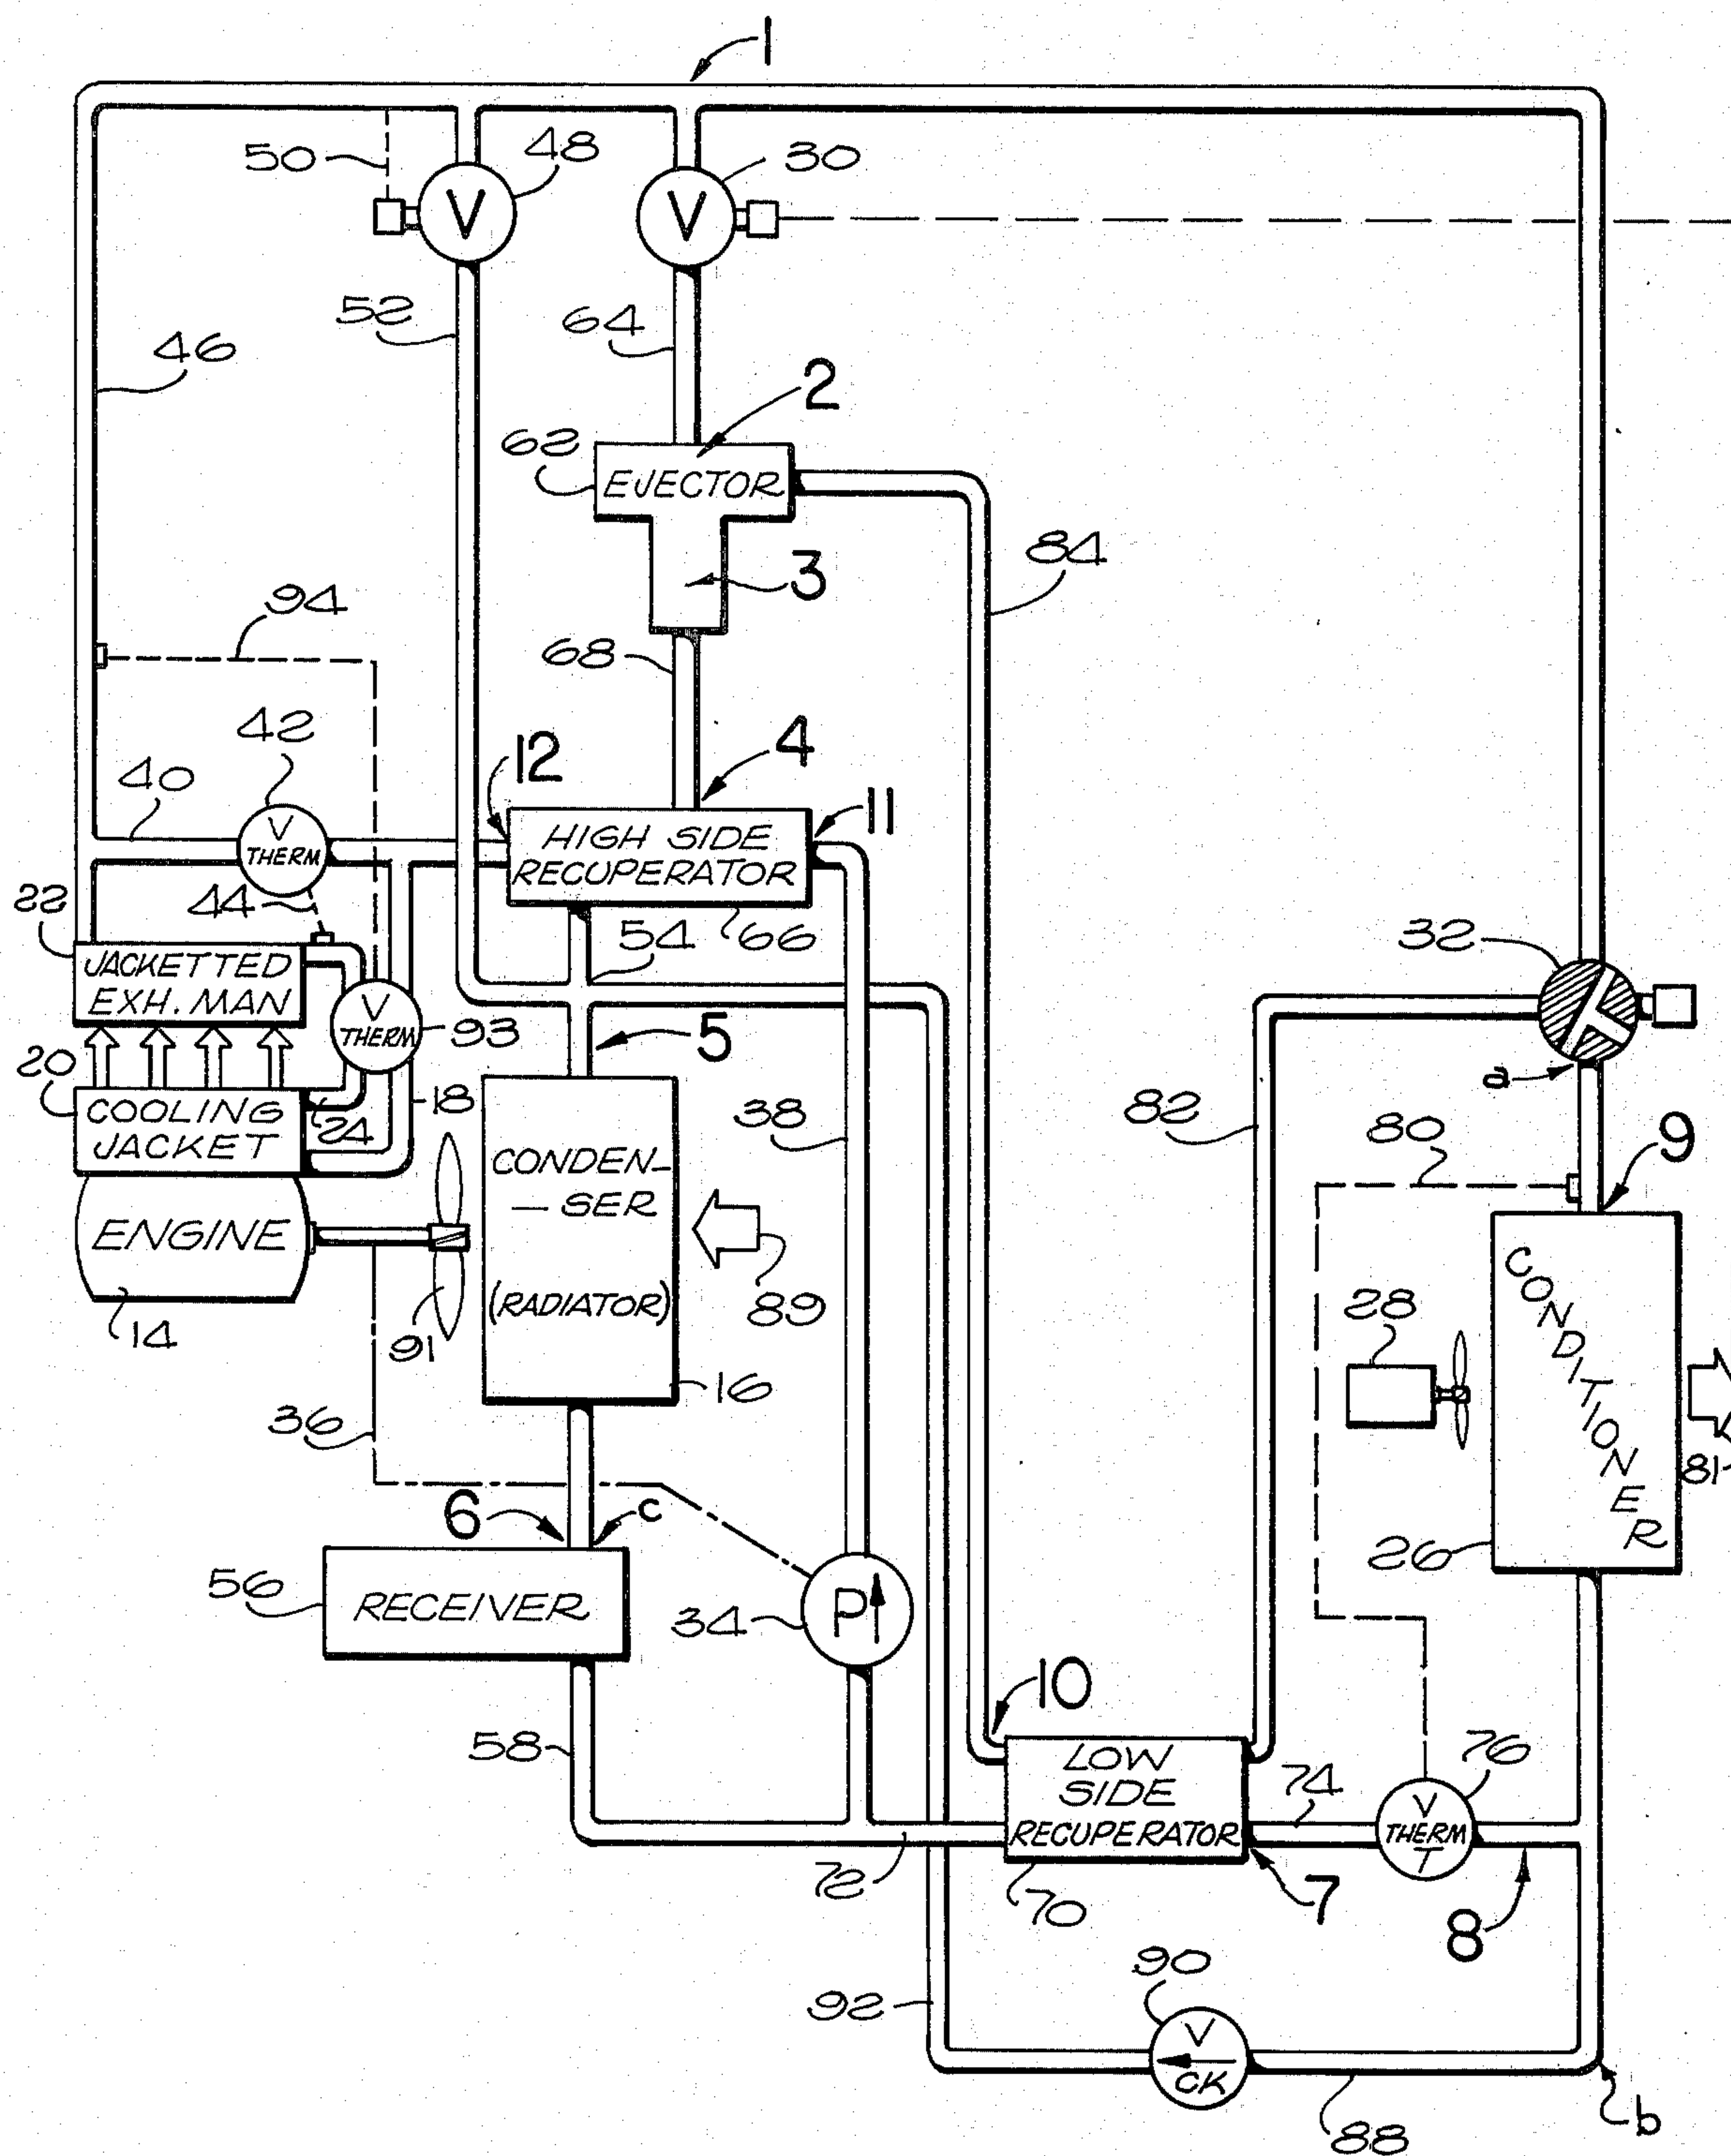 1
50
V
48
V
30
52
64
46
2
62
EJECTOR
3
84
94
68
42
4
12
11
40
V
THERM
HIGH SIDE
RECUPERATOR
44
22
54
66
32
JACKETTED
EXH. MAN
V
THERM
93
5
20
a
COOLING
JACKET
24
18
38
82
80
9
CONDEN-
- SER
ENGINE
(RADIATOR)
89
28
CONDITIONER
14
91
16
36
81
6
c
26
56
RECEIVER
34
P
10
58
LOW
SIDE
RECUPERATOR
74
76
V
THERM
T
72
70
7
8
90
92
V
CK
88
b